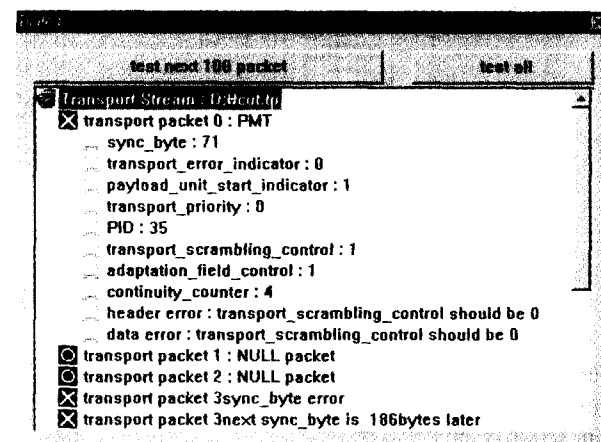 test next 100 packet
test all
Transport Stream : D:\#cut.tp
transport packet 0 : PMT
sync_byte : 71
transport_error_indicator : 0
payload_unit_start_indicator : 1
transport_priority : 0
PID : 35
transport_scrambling_control : 1
adaptation_field_control : 1
continuity_counter : 4
header error : transport_scrambling_control should be 0
data error : transport_scrambling_control should be 0
transport packet 1 : NULL packet
transport packet 2 : NULL packet
transport packet 3sync_byte error
transport packet 3next sync_byte is 186bytes later